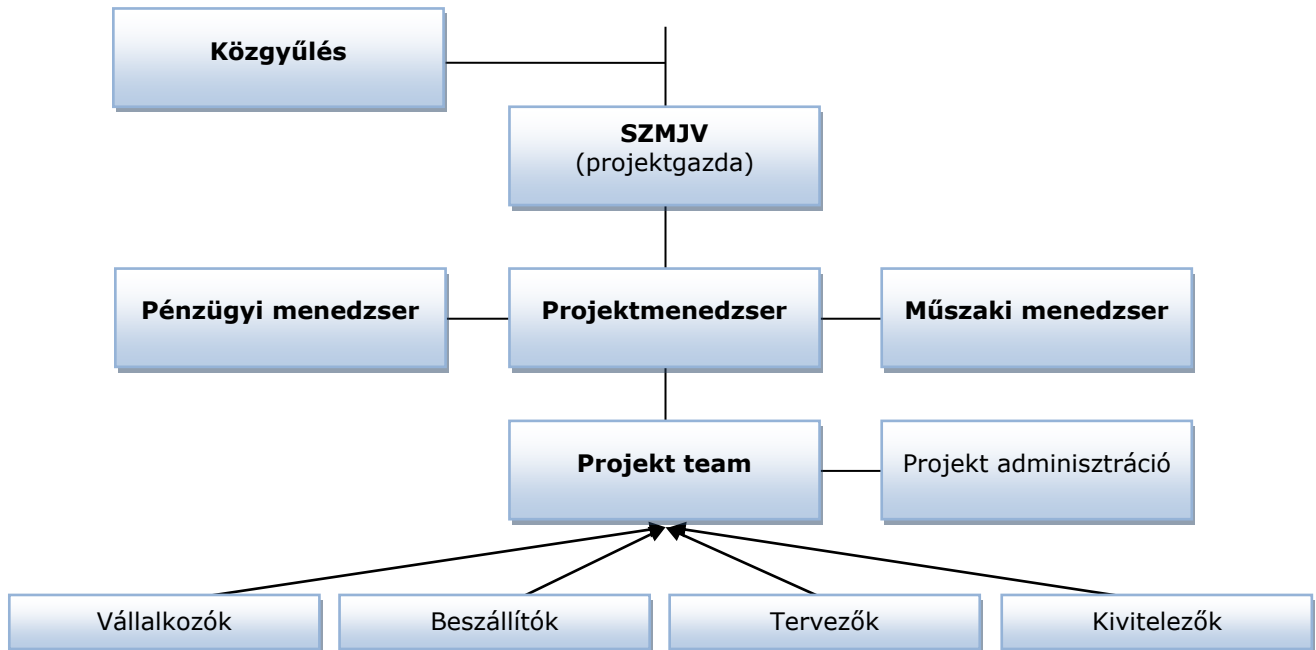 Közgyűlés
SZMJV
(projektgazda)
Pénzügyi menedzser
Projektmenedzser
Műszaki menedzser
Projekt team
Projekt adminisztráció
Vállalkozók
Beszállítók
Tervezők
Kivitelezők